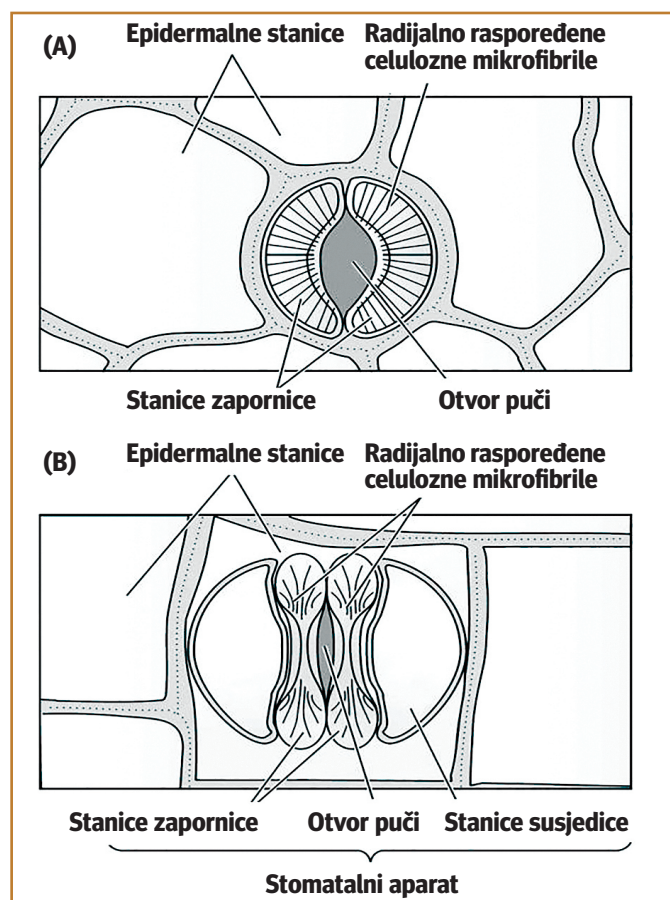 (A)
Epidermalne stanice
Radijalno raspoređene
celulozne mikrofibrile
Stanice zapornice
Otvor puči
(B)
Epidermalne stanice
Radijalno raspoređene
celulozne mikrofibrile
Stanice zapornice
Otvor puči
Stanice susjedice
Stomatalni aparat